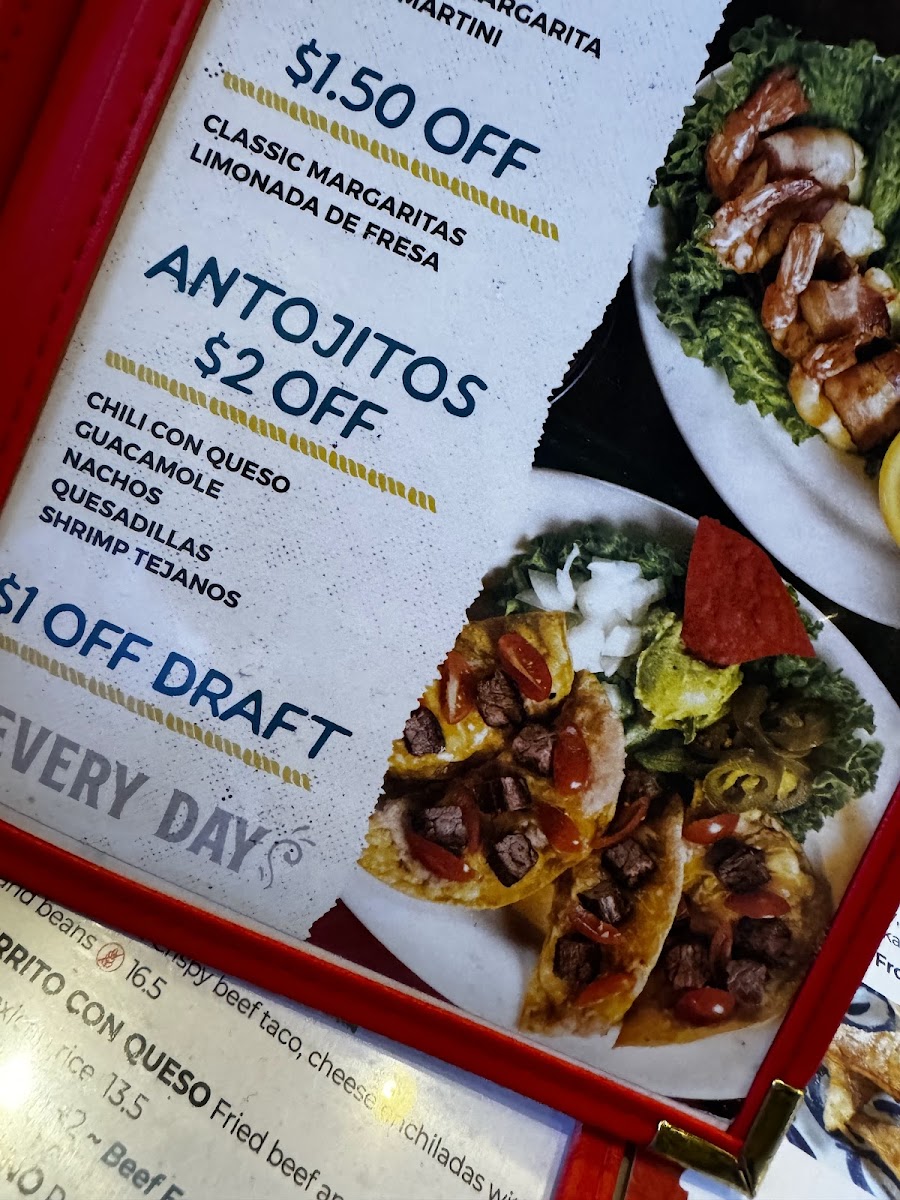 MARGARITA
MARTINI
$1.50 OFF
CLASSIC MARGARITAS
LIMONADA DE FRESA
ANTOJITOS
$2 OFF
CHILI CON QUESO
GUACAMOLE
NACHOS
QUESADILLAS
SHRIMP TEJANOS
$1 OFF DRAFT
EVERY DAY
and beans 16.5
crispy beef taco, cheese enchiladas
CON QUESO Fried beef
rice 13.5
Beef